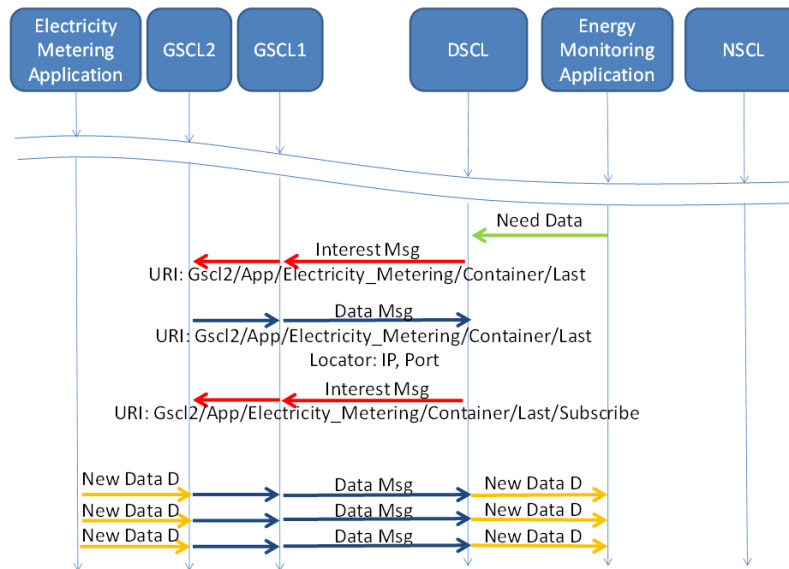 Electricity
Metering
Application
GSCL2
GSCL1
DSCL
Energy
Monitoring
Application
NSCL
Need Data
Interest Msg
URI: Gscl2/App/Electricity_Metering/Container/Last
Data Msg
URI: Gscl2/App/Electricity_Metering/Container/Last
Locator: IP, Port
Interest Msg
URI: Gscl2/App/Electricity_Metering/Container/Last/Subscribe
New Data D
Data Msg
New Data D
New Data D
Data Msg
New Data D
New Data D
Data Msg
New Data D